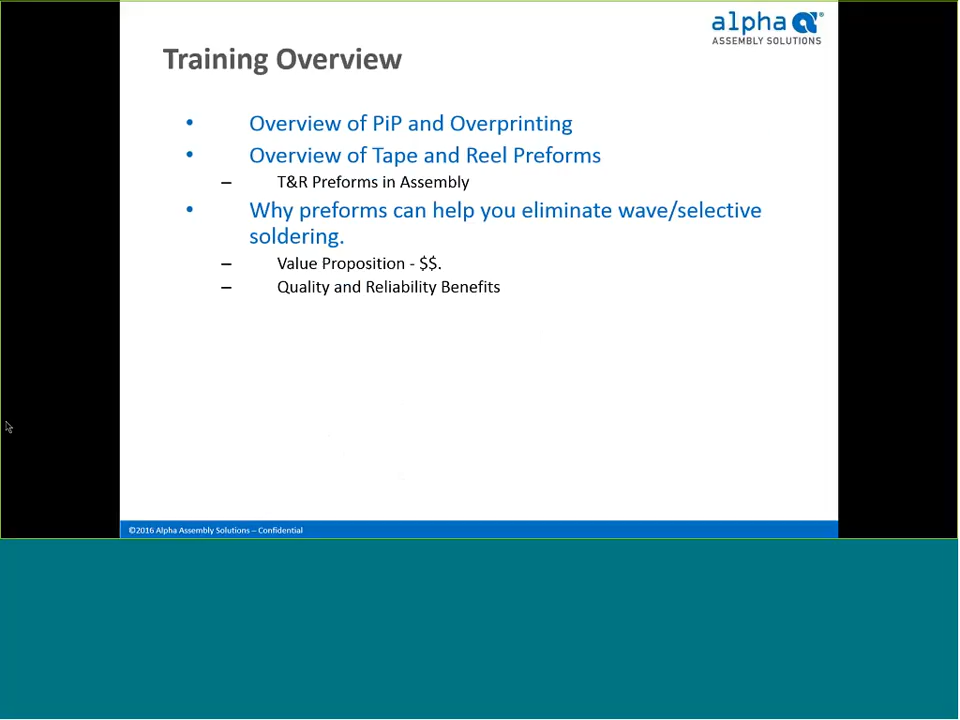 alpha
ASSEMBLY SOLUTIONS
Training Overview
• Overview of PiP and Overprinting
• Overview of Tape and Reel Preforms
– T&R Preforms in Assembly
• Why preforms can help you eliminate wave/selective
soldering.
– Value Proposition - $$.
– Quality and Reliability Benefits
©2016 Alpha Assembly Solutions – Confidential